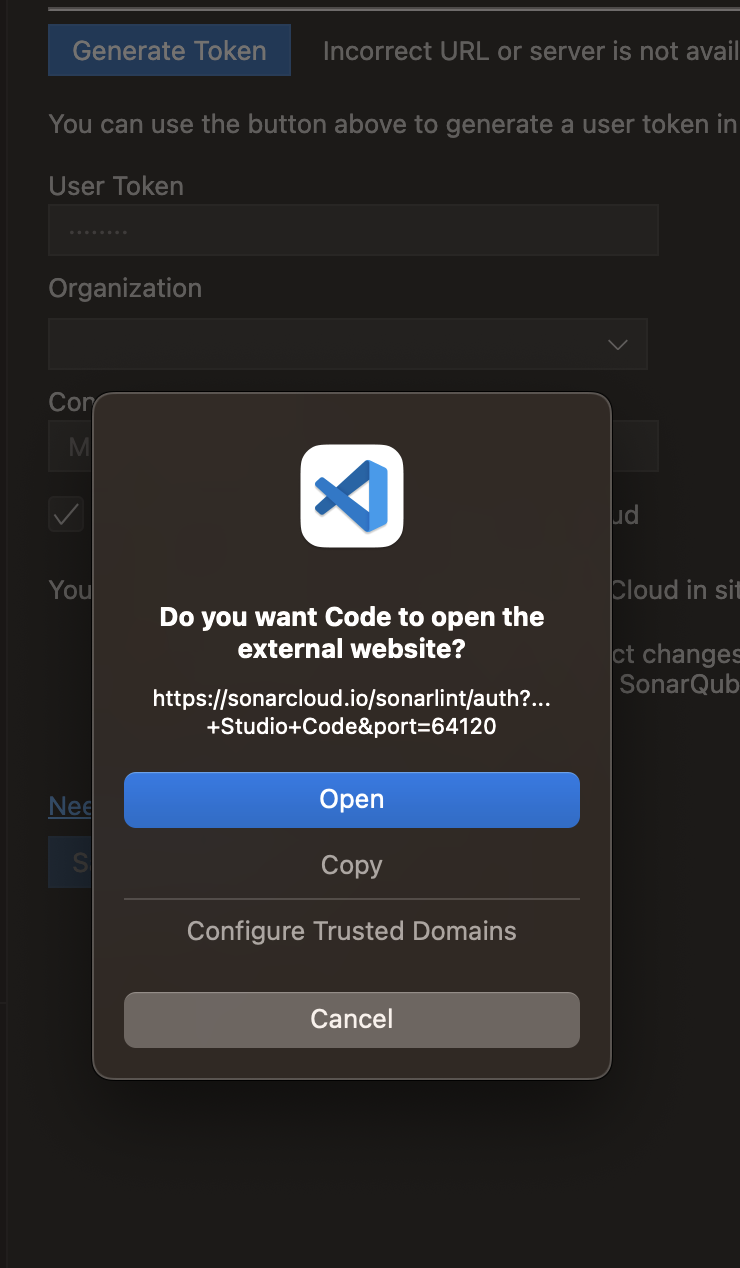 Generate Token
Incorrect URL or server is not avail
You can use the button above to generate a user token in
User Token
........
Organization
Con
M
ud
You
Cloud in sit
ct changes
SonarQub
Nee
S
Do you want Code to open the
external website?
https://sonarcloud.io/sonarlint/auth?...
+Studio+Code&port=64120
Open
Copy
Configure Trusted Domains
Cancel